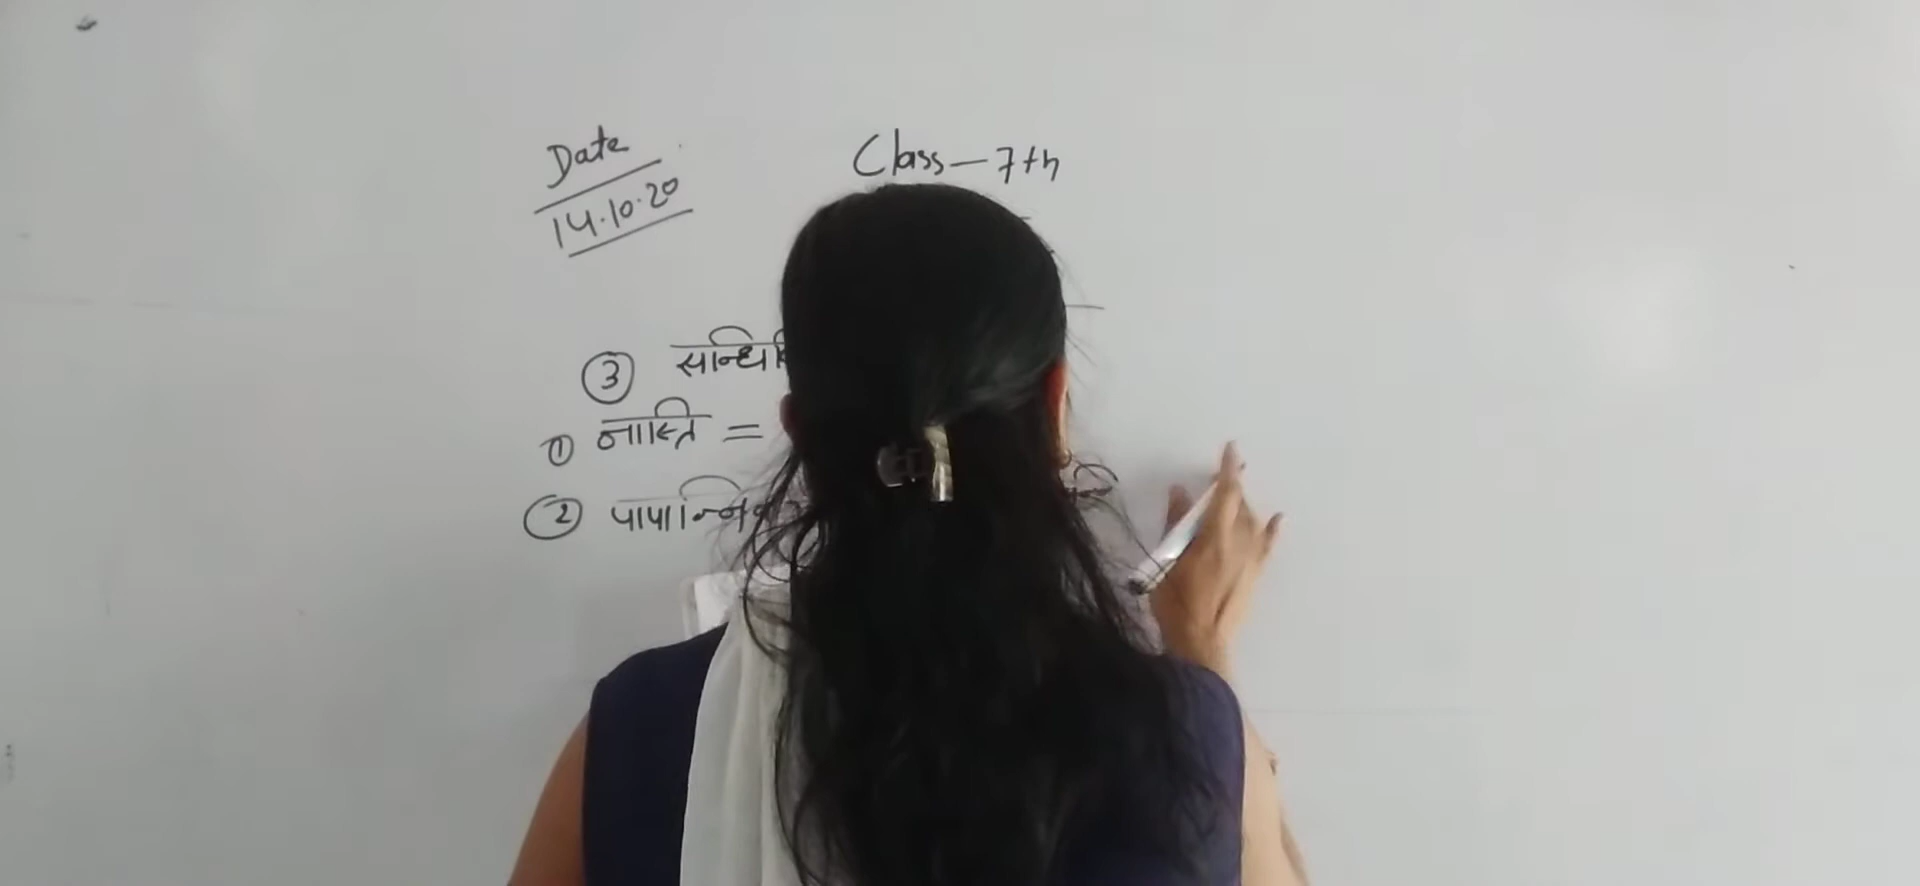 Date
14.10.20
Class - 7th
③ सन्धि
① नास्ति =
② पापान्नि